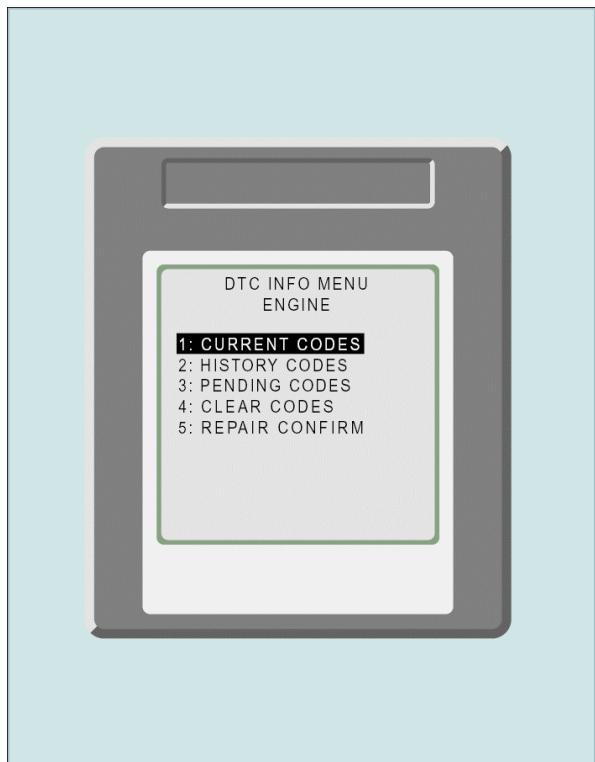 DTC INFO MENU
ENGINE
1: CURRENT CODES
2: HISTORY CODES
3: PENDING CODES
4: CLEAR CODES
5: REPAIR CONFIRM